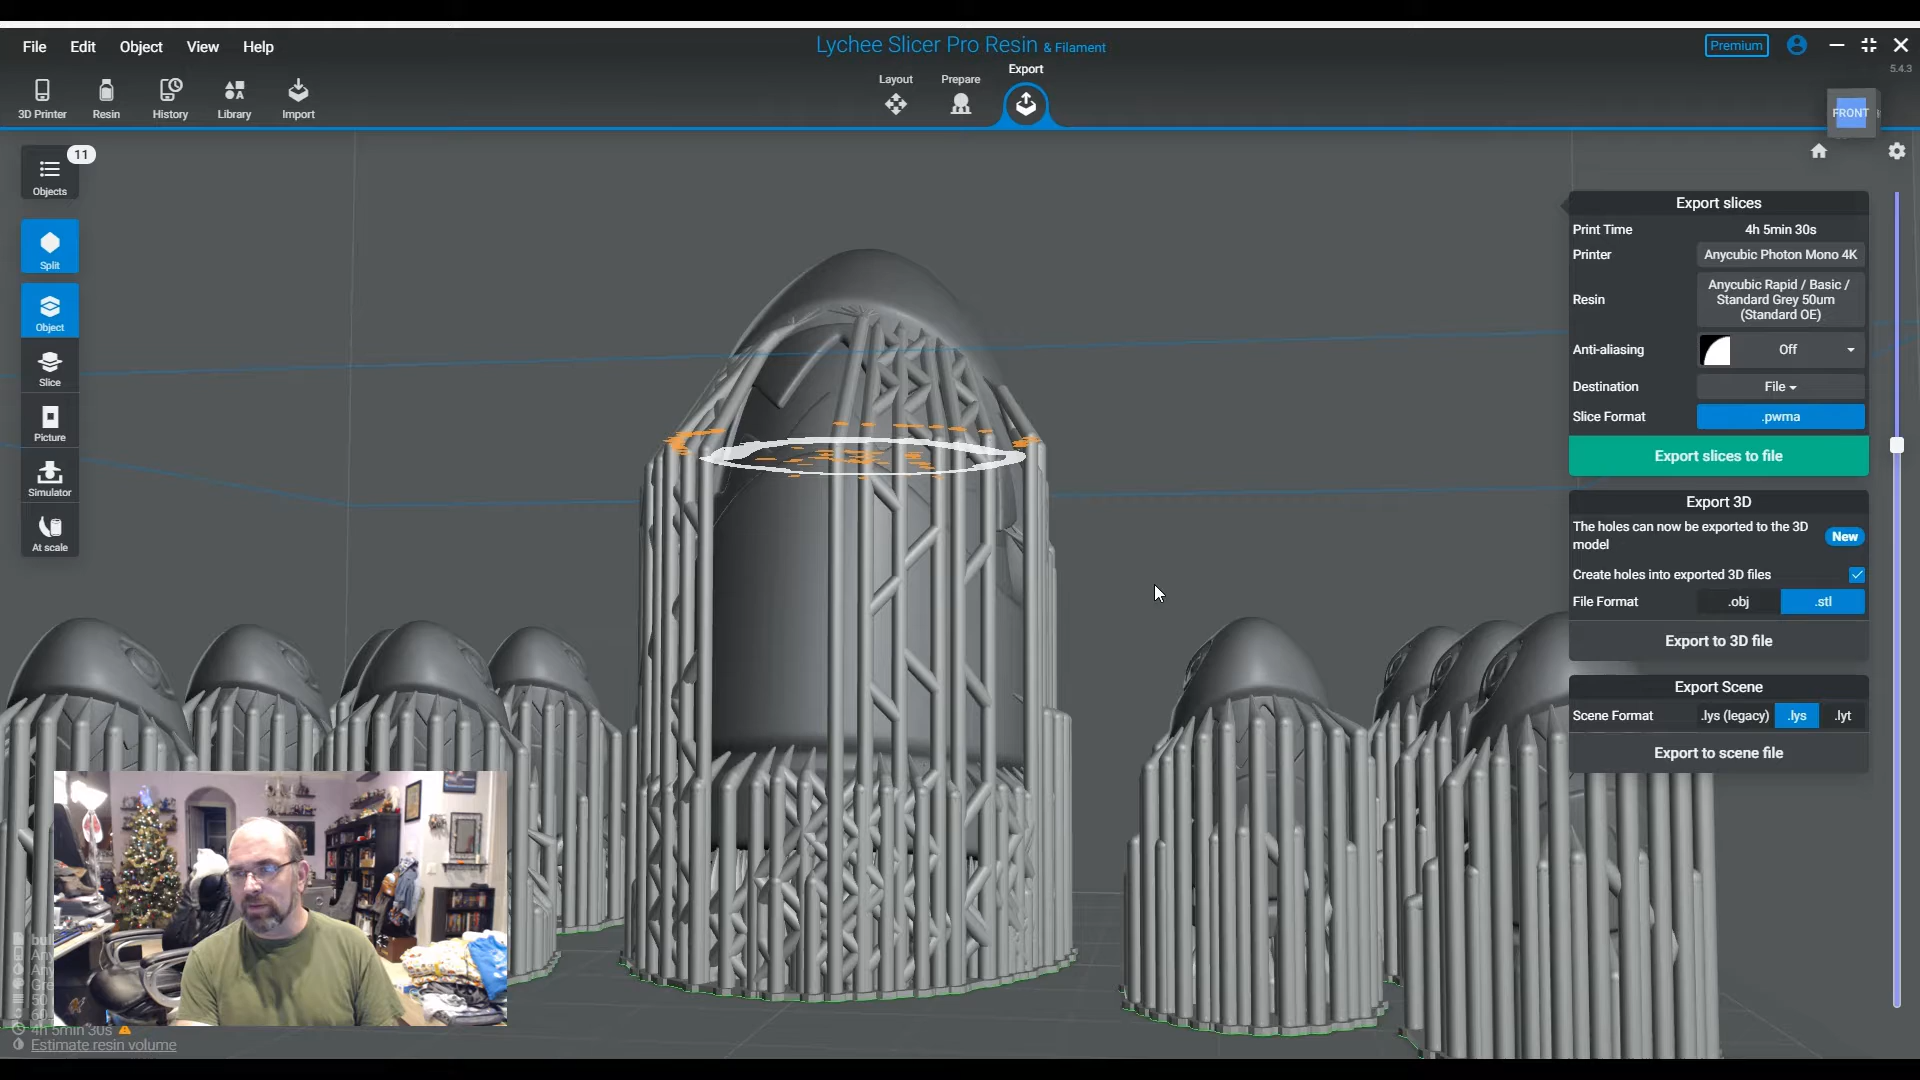 File Edit Object View Help
Lychee Slicer Pro Resin & Filament
Premium
5.4.3
3D Printer Resin History Library Import
Layout Prepare Export
FRONT
11
Objects
Split
Object
Slice
Picture
Simulator
At scale
Export slices
Print Time 4h 5min 30s
Printer Anycubic Photon Mono 4K
Resin Anycubic Rapid / Basic /
Standard Grey 50um
(Standard OE)
Anti-aliasing Off
Destination File
Slice Format .pwma
Export slices to file
Export 3D
The holes can now be exported to the 3D
model
New
Create holes into exported 3D files
File Format .obj .stl
Export to 3D file
Export Scene
Scene Format .lys (legacy) .lys .lyt
Export to scene file
4h 5min 30s
Estimate resin volume